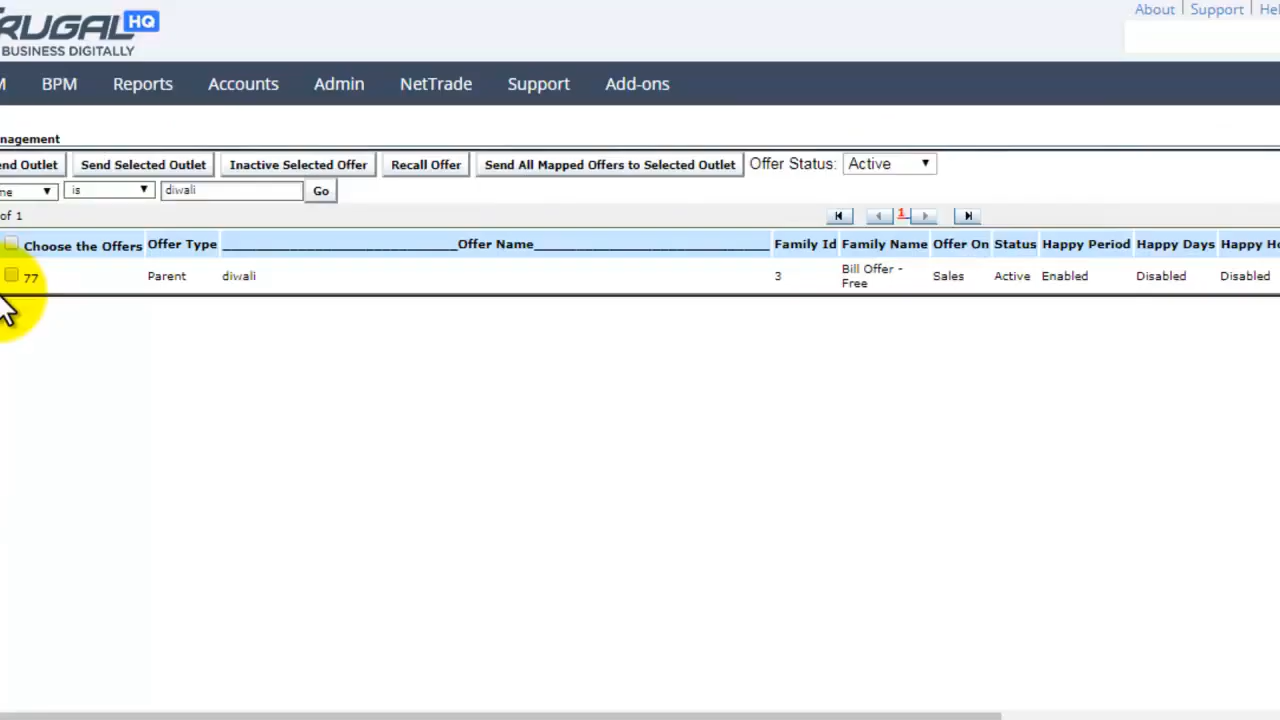 RUGAL HQ
BUSINESS DIGITALLY
About | Support | Hel
M BPM Reports Accounts Admin NetTrade Support Add-ons
nagement
end Outlet Send Selected Outlet Inactive Selected Offer Recall Offer Send All Mapped Offers to Selected Outlet Offer Status: Active
me is diwali Go
of 1 1
Choose the Offers Offer Type Offer Name Family Id Family Name Offer On Status Happy Period Happy Days Happy Ho
77 Parent diwali 3 Bill Offer - Sales Active Enabled Disabled Disabled
Free